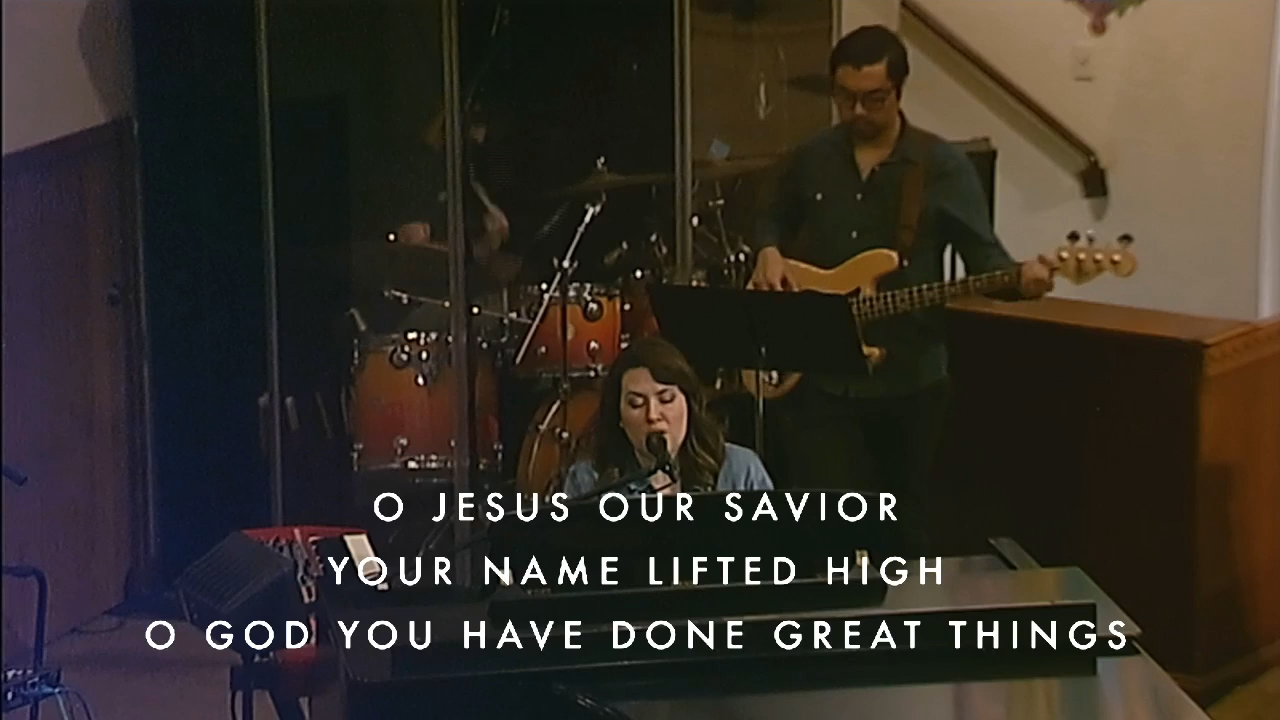 O JESUS OUR SAVIOR
YOUR NAME LIFTED HIGH
O GOD YOU HAVE DONE GREAT THINGS